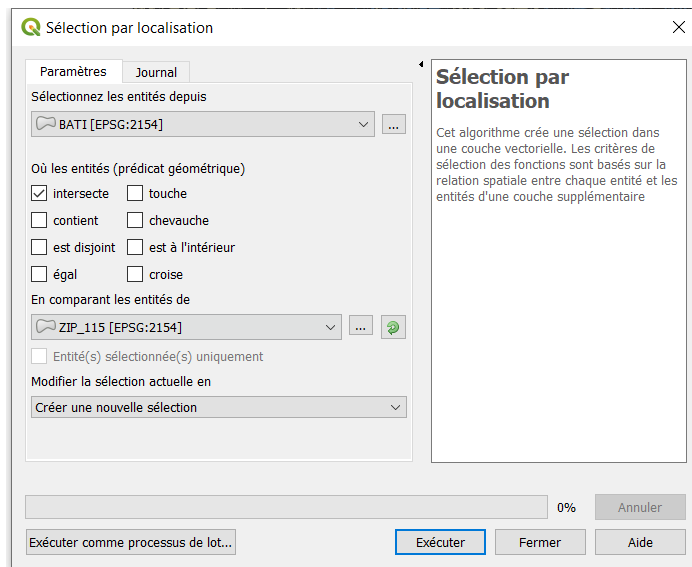 Sélection par localisation
Paramètres
Journal
Sélectionnez les entités depuis
BATI [EPSG:2154]
...
Où les entités (prédicat géométrique)
intersecte
touche
contient
chevauche
est disjoint
est à l'intérieur
égal
croise
En comparant les entités de
ZIP_115 [EPSG:2154]
...
Entité(s) sélectionnée(s) uniquement
Modifier la sélection actuelle en
Créer une nouvelle sélection
Sélection par
localisation
Cet algorithme crée une sélection dans
une couche vectorielle. Les critères de
sélection des fonctions sont basés sur la
relation spatiale entre chaque entité et les
entités d'une couche supplémentaire
0%
Annuler
Exécuter comme processus de lot...
Exécuter
Fermer
Aide